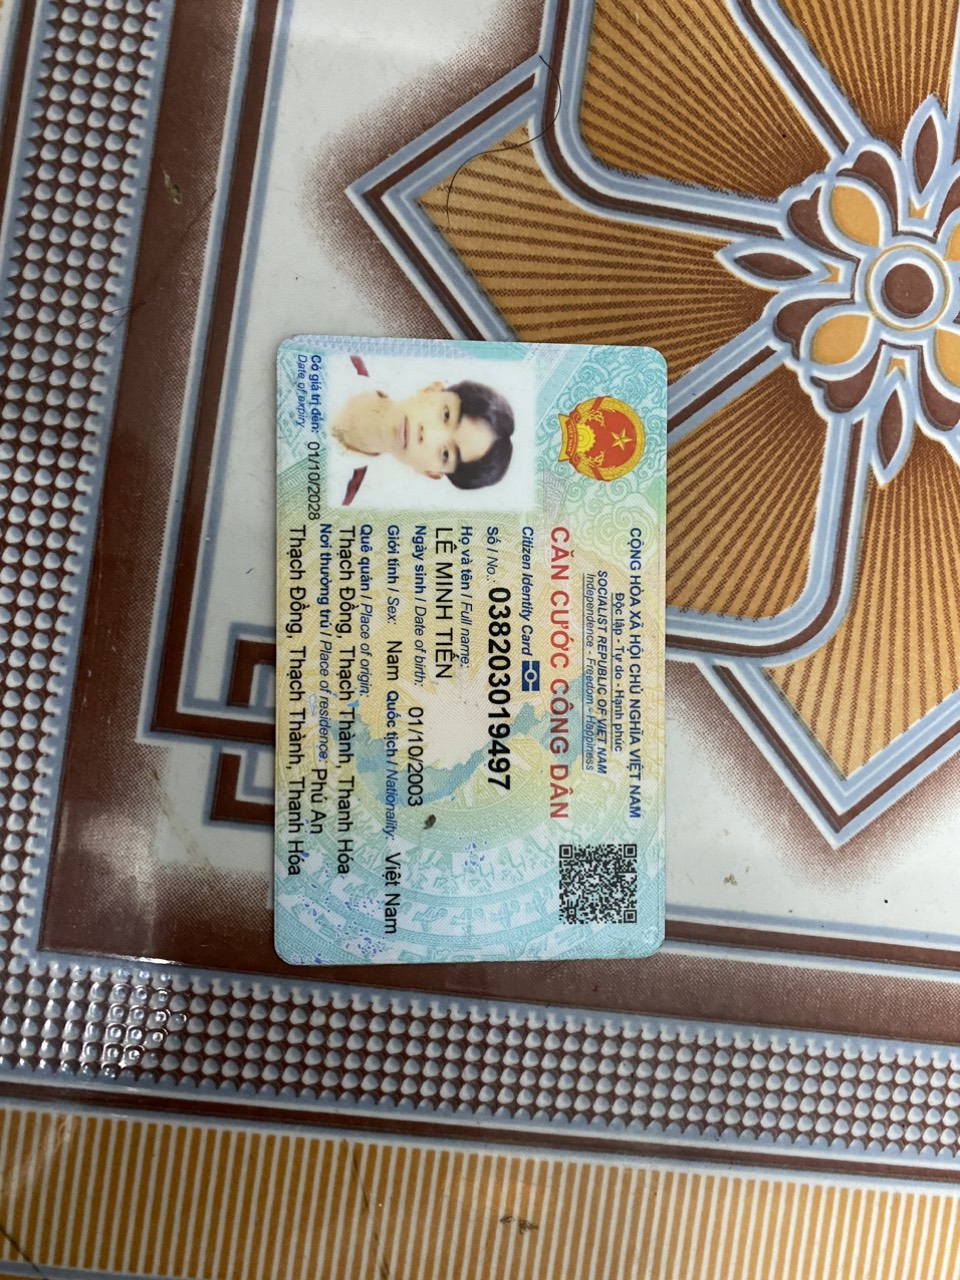 CỘNG HÒA XÃ HỘI CHỦ NGHĨA VIỆT NAM
Độc lập - Tự do - Hạnh phúc
SOCIALIST REPUBLIC OF VIET NAM
Independence - Freedom - Happiness
CĂN CƯỚC CÔNG DÂN
Citizen Identity Card
Số / No.: 038203019497
Họ và tên / Full name:
LÊ MINH TIẾN
Ngày sinh / Date of birth: 01/10/2003
Giới tính / Sex: Nam Quốc tịch / Nationality: Việt Nam
Quê quán / Place of origin:
Thạch Đồng, Thạch Thành, Thanh Hóa
Nơi thường trú / Place of residence: Phú An
Thạch Đồng, Thạch Thành, Thanh Hóa
Có giá trị đến: 01/10/2028
Date of expiry
VIỆT NAM